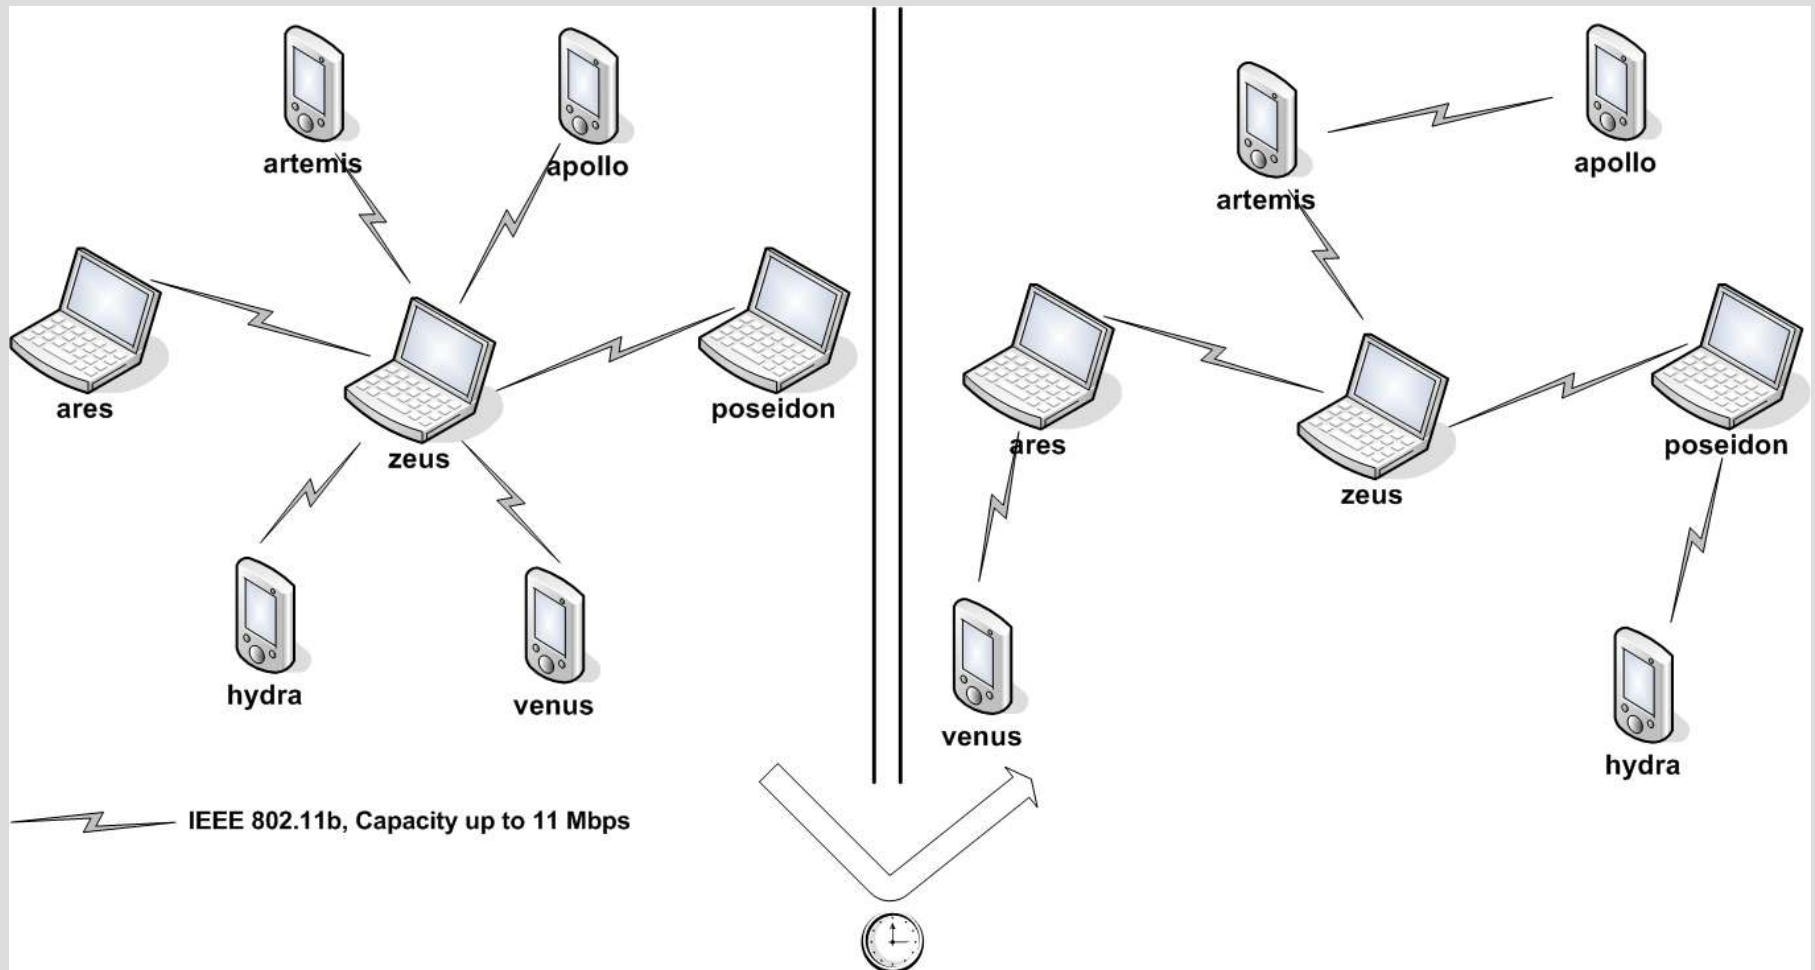 artemis
apollo
ares
zeus
poseidon
hydra
venus
IEEE 802.11b, Capacity up to 11 Mbps
artemis
apollo
ares
zeus
poseidon
venus
hydra